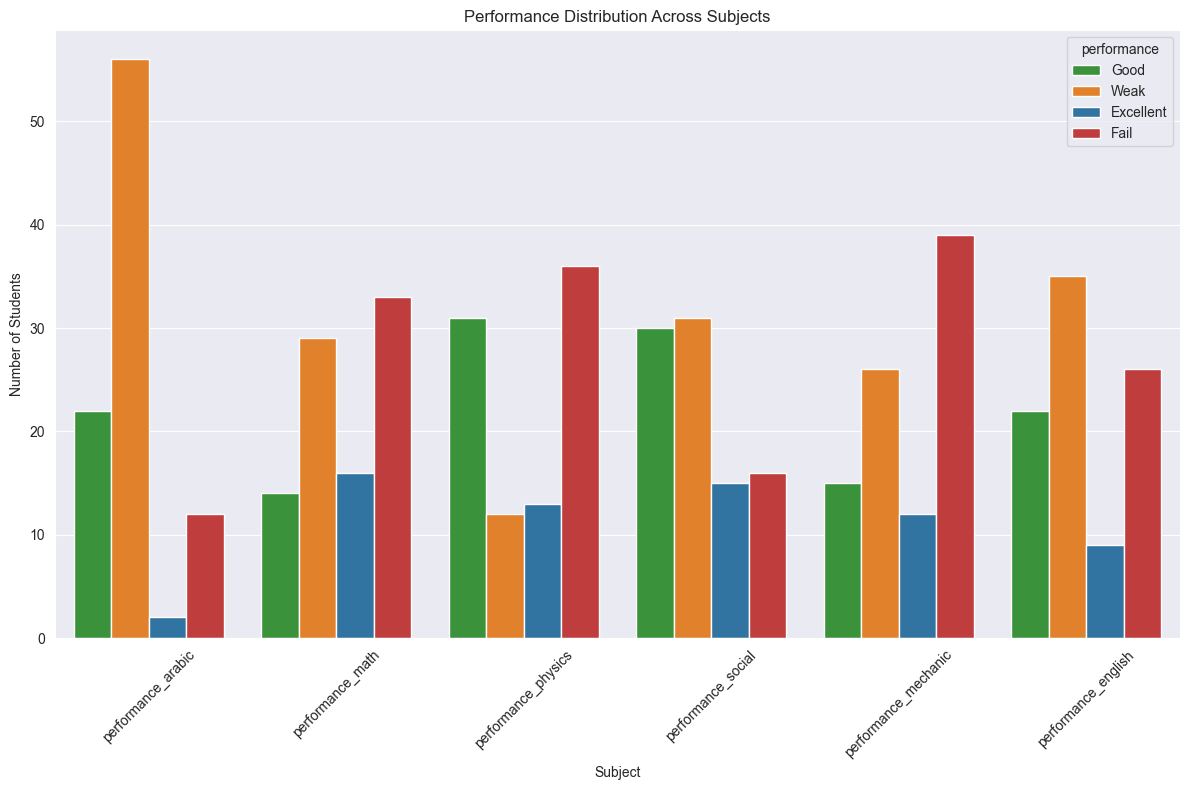 Performance Distribution Across Subjects
performance
Good
Weak
Excellent
Fail
Number of Students
50
40
30
20
10
0
performance_arabic
performance_math
performance_physics
performance_social
performance_mechanic
performance_english
Subject